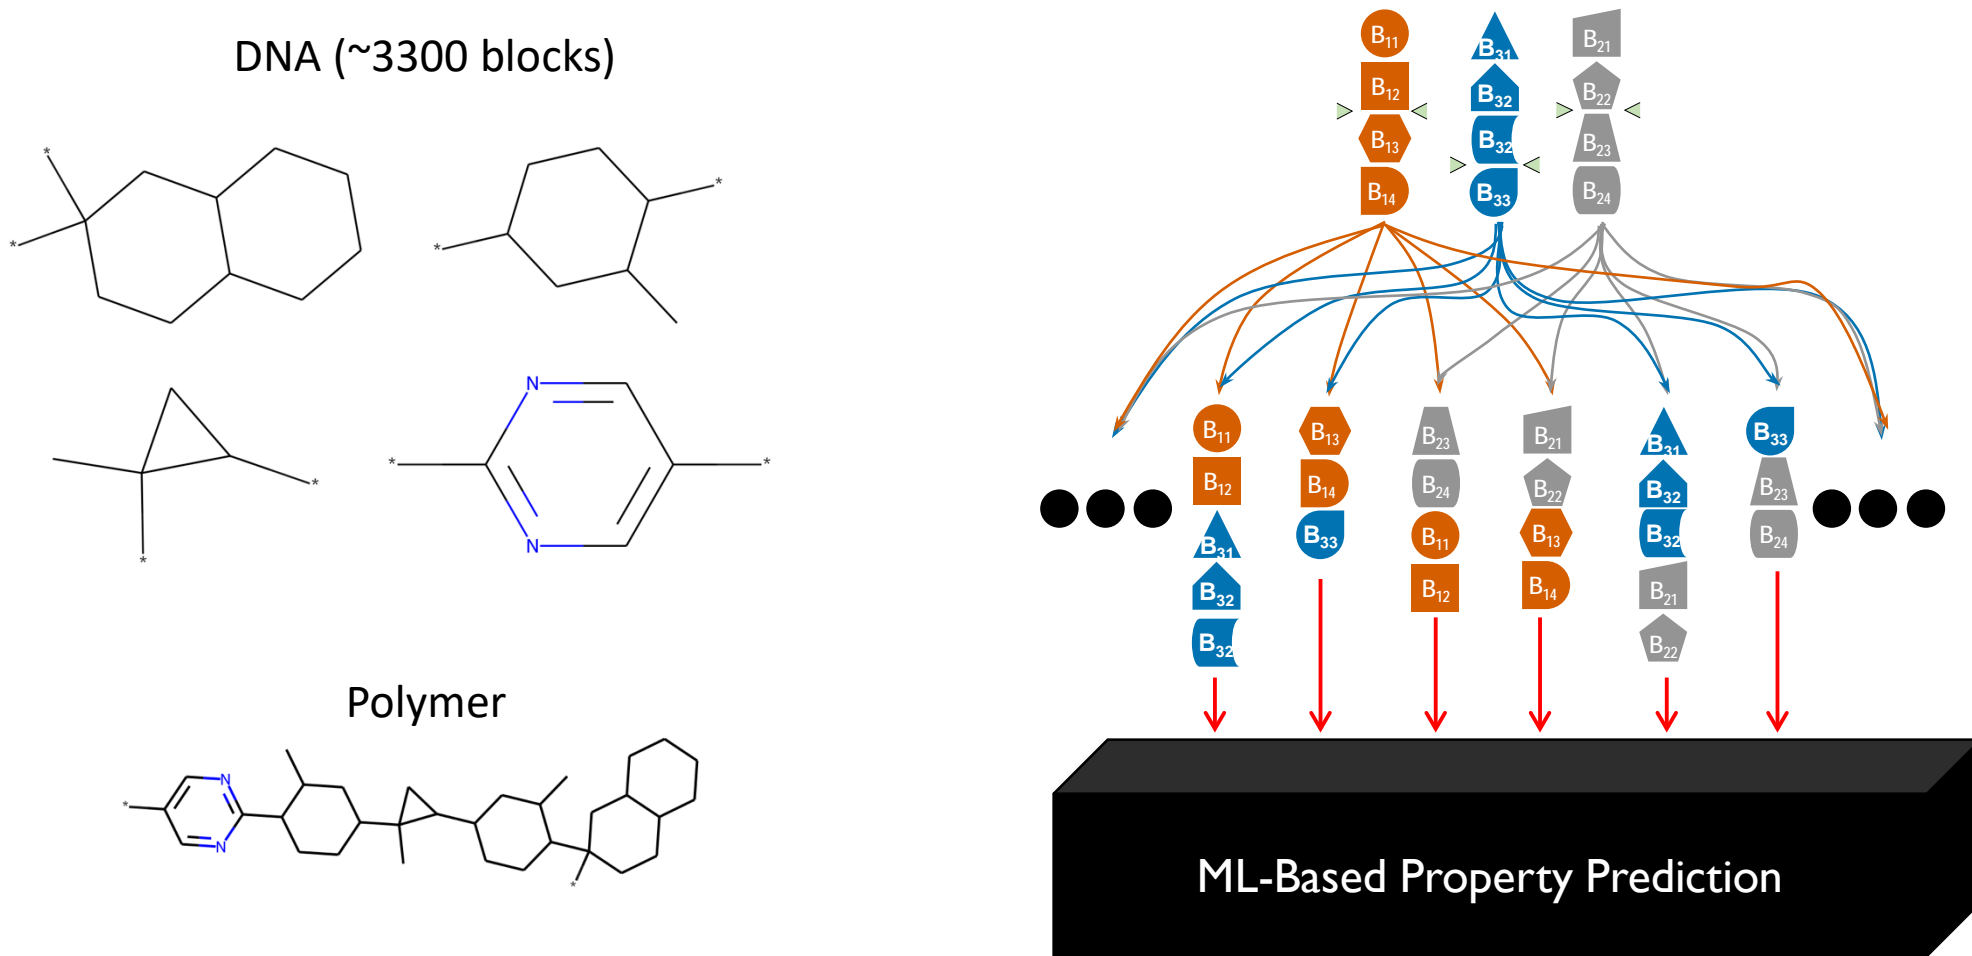 DNA (~3300 blocks)
* * * *
* * * *
N
N
Polymer
* N N *
B11 B31 B21
B12 B32 B22
B13 B32 B23
B14 B33 B24
B11 B13 B23 B21 B31 B33
B12 B14 B24 B22 B32 B23
B31 B33 B11 B13 B32 B24
B32 B12 B14 B21
B32 B22
ML-Based Property Prediction